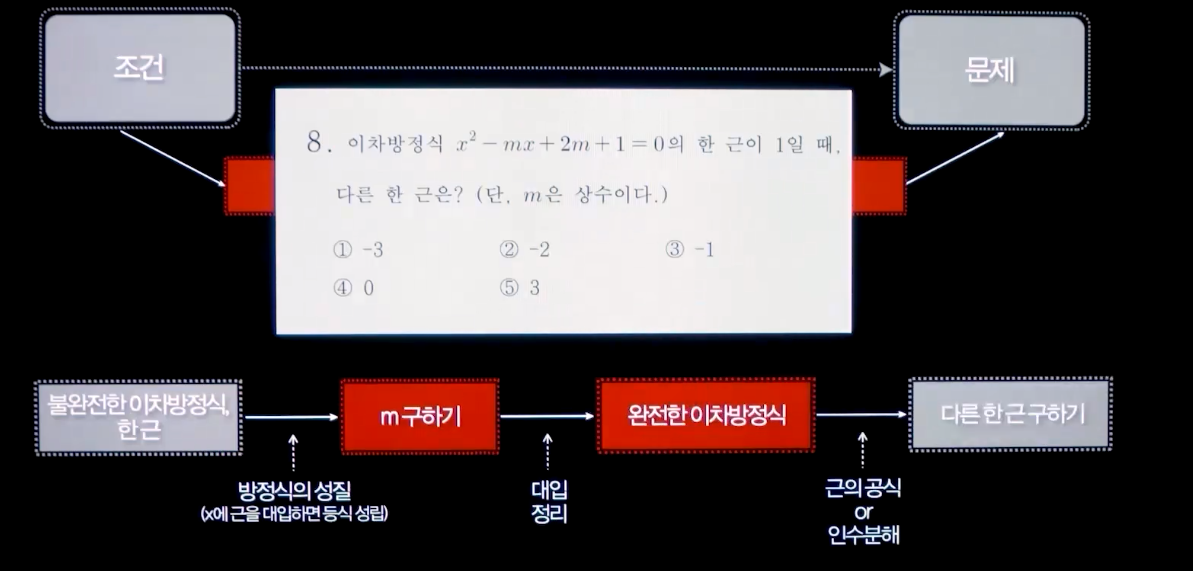 조건
문제
8. 이차방정식 x² − mx + 2m + 1 = 0의 한 근이 1일 때,
다른 한 근은? (단, m은 상수이다.)
① -3 ② -2 ③ -1
④ 0 ⑤ 3
불완전한 이차방정식,
한 근
m 구하기
완전한 이차방정식
다른 한 근 구하기
방정식의 성질
(x에 근을 대입하면 등식 성립)
대입
정리
근의 공식
or
인수분해